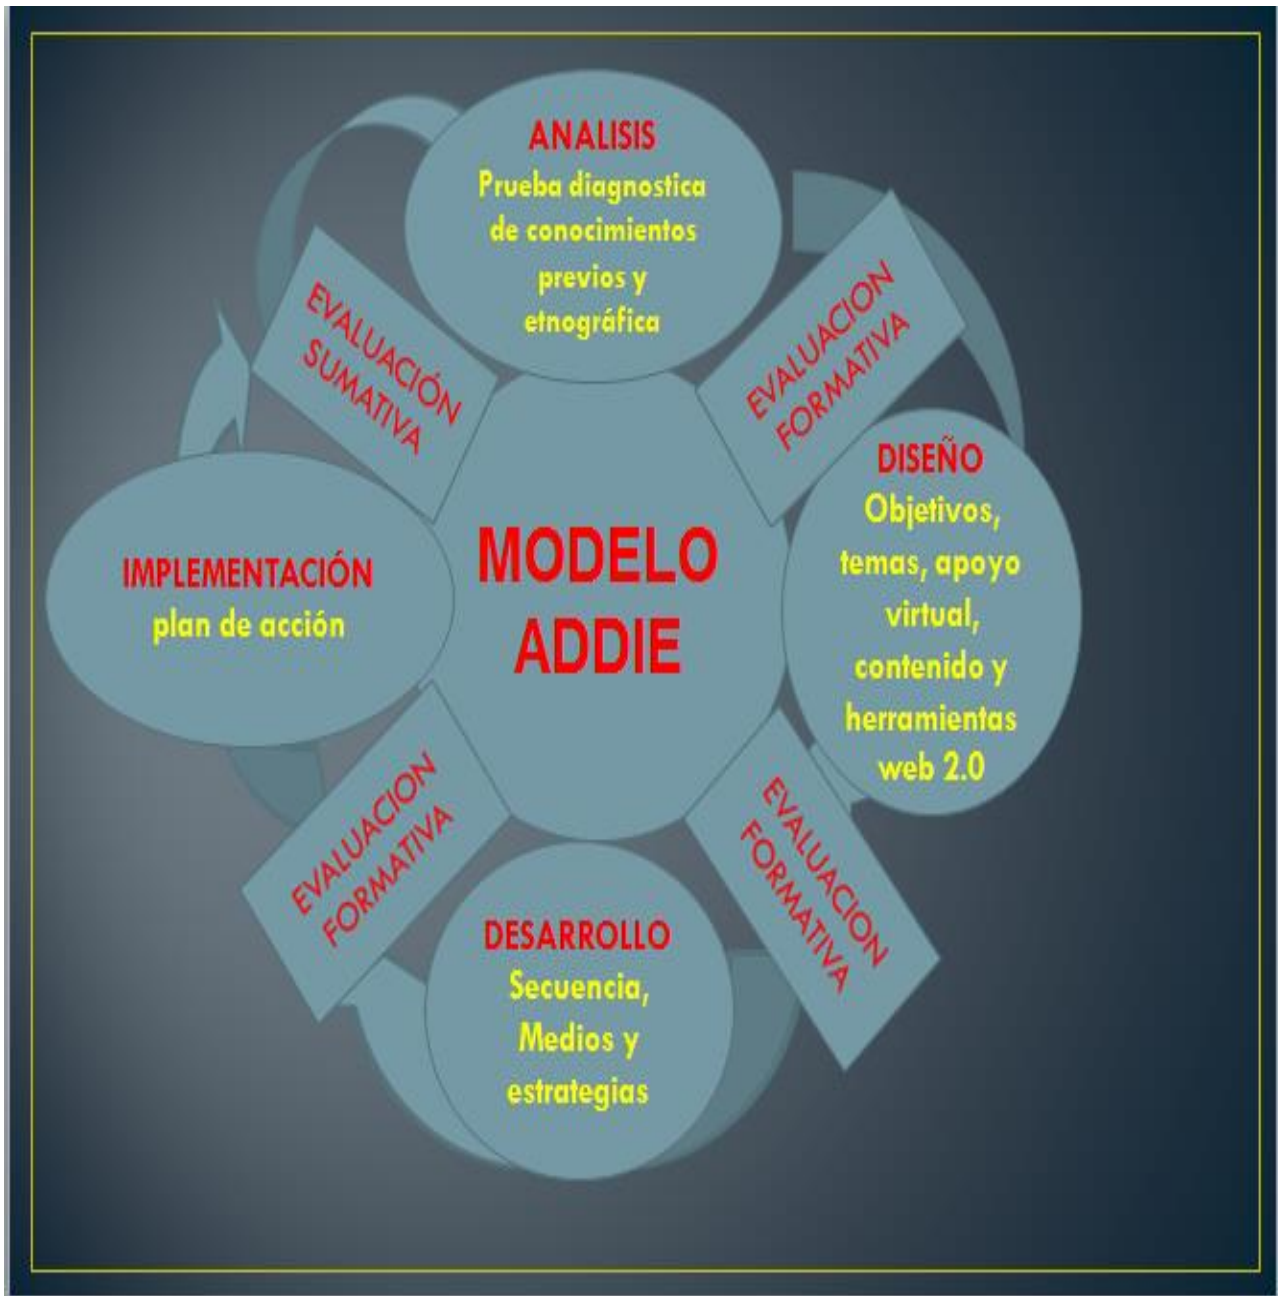 ANALISIS
Prueba diagnostica
de conocimientos
previos y
etnográfica
EVALUACION
FORMATIVA
DISEÑO
Objetivos,
temas, apoyo
virtual,
contenido y
herramientas
web 2.0
EVALUACION
FORMATIVA
DESARROLLO
Secuencia,
Medios y
estrategias
EVALUACION
FORMATIVA
IMPLEMENTACIÓN
plan de acción
EVALUACIÓN
SUMATIVA
MODELO
ADDIE